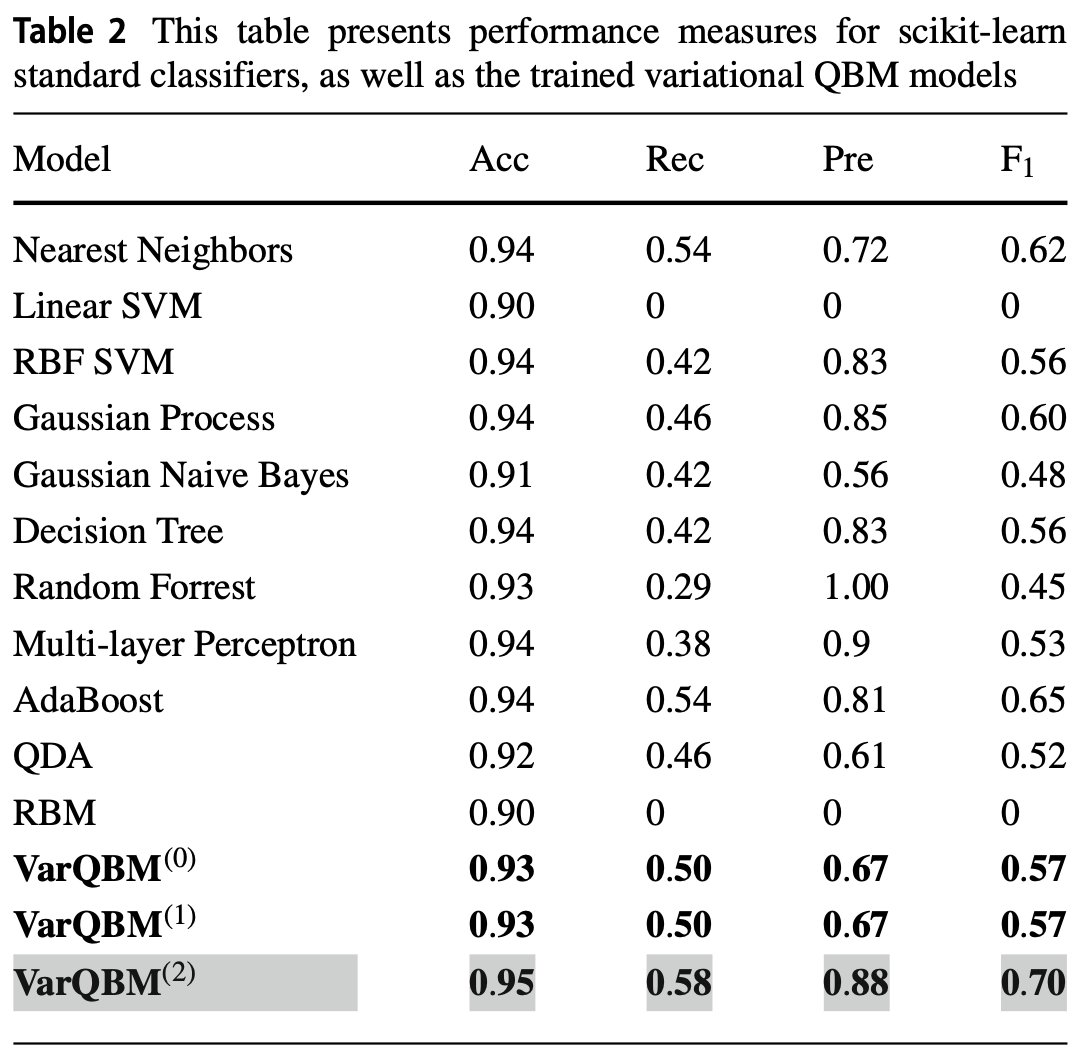 Table 2 This table presents performance measures for scikit-learn
standard classifiers, as well as the trained variational QBM models
Model Acc Rec Pre F₁
Nearest Neighbors 0.94 0.54 0.72 0.62
Linear SVM 0.90 0 0 0
RBF SVM 0.94 0.42 0.83 0.56
Gaussian Process 0.94 0.46 0.85 0.60
Gaussian Naive Bayes 0.91 0.42 0.56 0.48
Decision Tree 0.94 0.42 0.83 0.56
Random Forrest 0.93 0.29 1.00 0.45
Multi-layer Perceptron 0.94 0.38 0.9 0.53
AdaBoost 0.94 0.54 0.81 0.65
QDA 0.92 0.46 0.61 0.52
RBM 0.90 0 0 0
VarQBM⁽⁰⁾ 0.93 0.50 0.67 0.57
VarQBM⁽¹⁾ 0.93 0.50 0.67 0.57
VarQBM⁽²⁾ 0.95 0.58 0.88 0.70